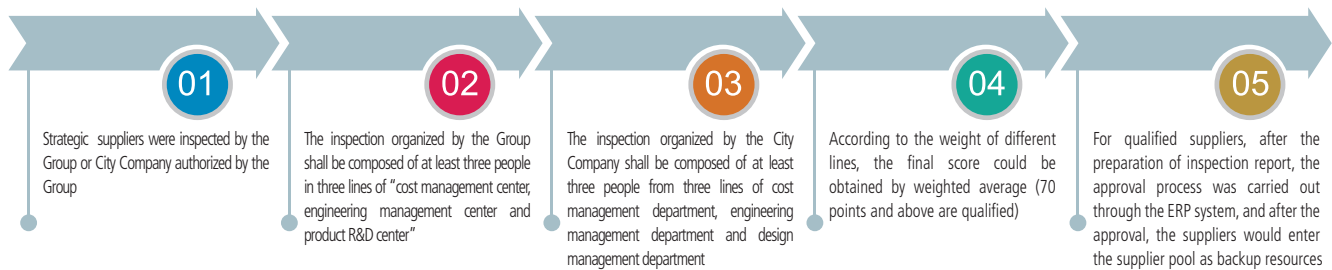 01
Strategic suppliers were inspected by the
Group or City Company authorized by the
Group
02
The inspection organized by the Group
shall be composed of at least three people
in three lines of “cost management center,
engineering management center and
product R&D center”
03
The inspection organized by the City
Company shall be composed of at least
three people from three lines of cost
management department, engineering
management department and design
management department
04
According to the weight of different
lines, the final score could be
obtained by weighted average (70
points and above are qualified)
05
For qualified suppliers, after the
preparation of inspection report, the
approval process was carried out
through the ERP system, and after the
approval, the suppliers would enter
the supplier pool as backup resources